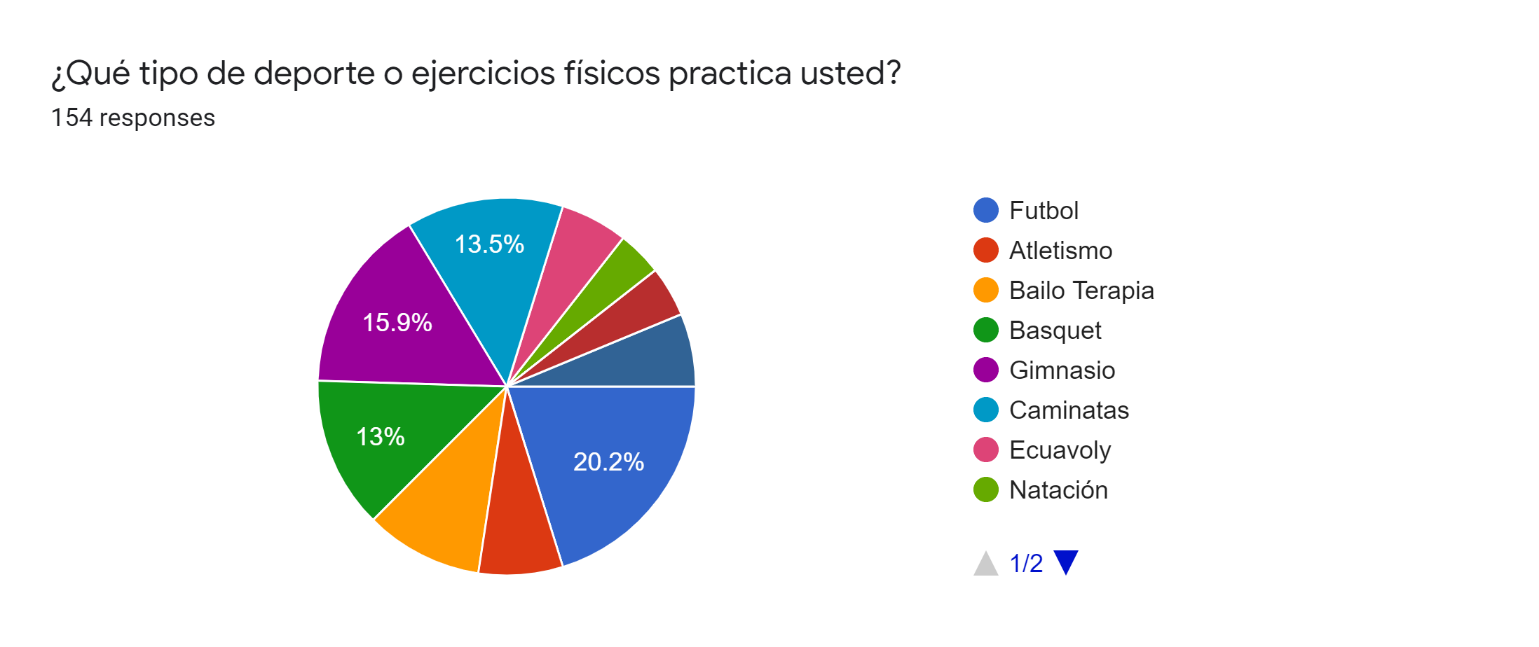 ¿Qué tipo de deporte o ejercicios físicos practica usted?
154 responses
13.5%
15.9%
13%
20.2%
Futbol
Atletismo
Bailo Terapia
Basquet
Gimnasio
Caminatas
Ecuavoly
Natación
1/2